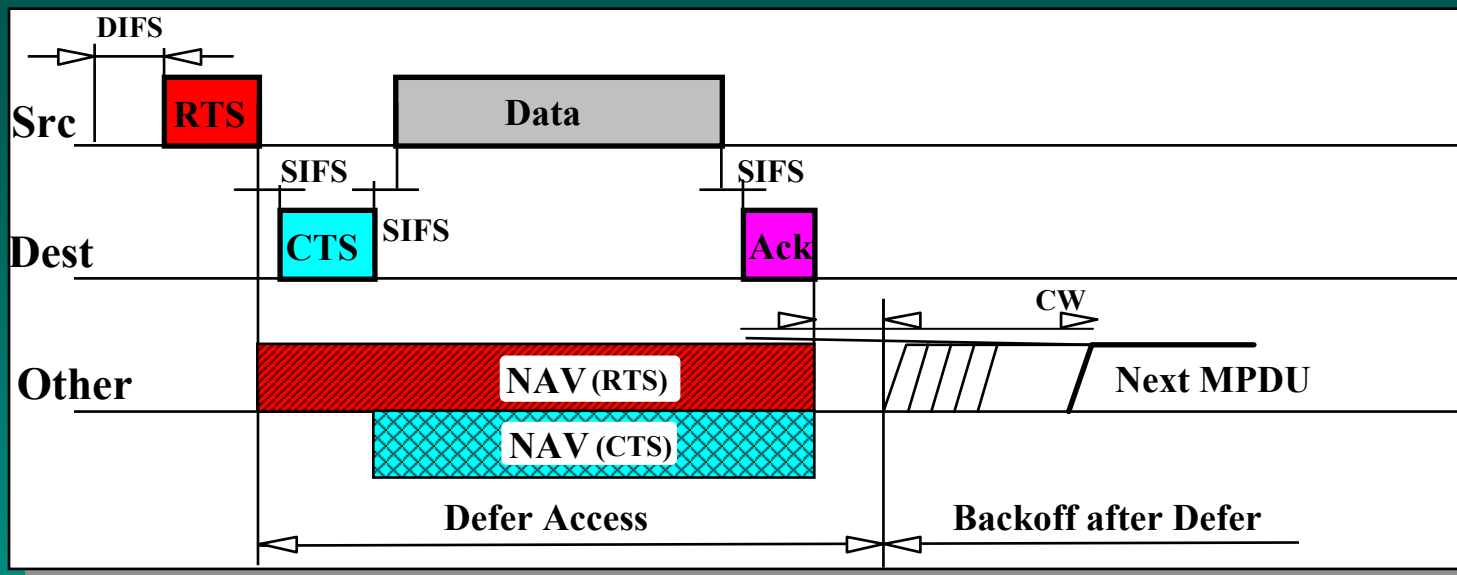 DIFS
Src
RTS
Data
SIFS
SIFS
Dest
CTS
SIFS
Ack
CW
Other
NAV (RTS)
Next MPDU
NAV (CTS)
Defer Access
Backoff after Defer